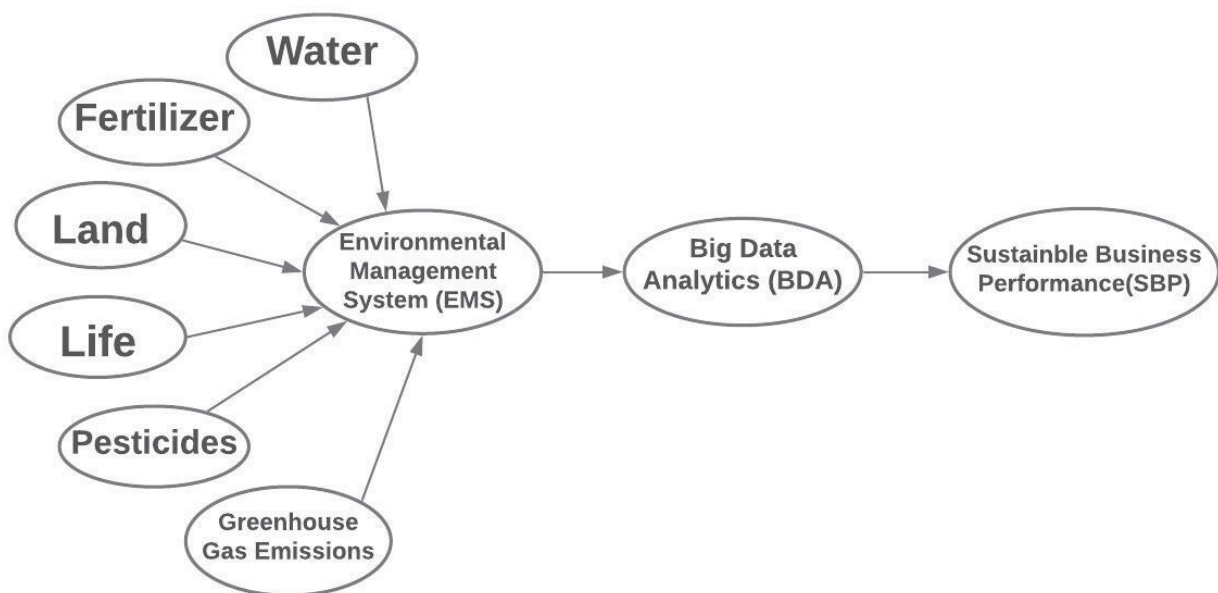 Water
Fertilizer
Land
Life
Pesticides
Greenhouse
Gas Emissions
Environmental
Management
System (EMS)
Big Data
Analytics (BDA)
Sustainble Business
Performance(SBP)